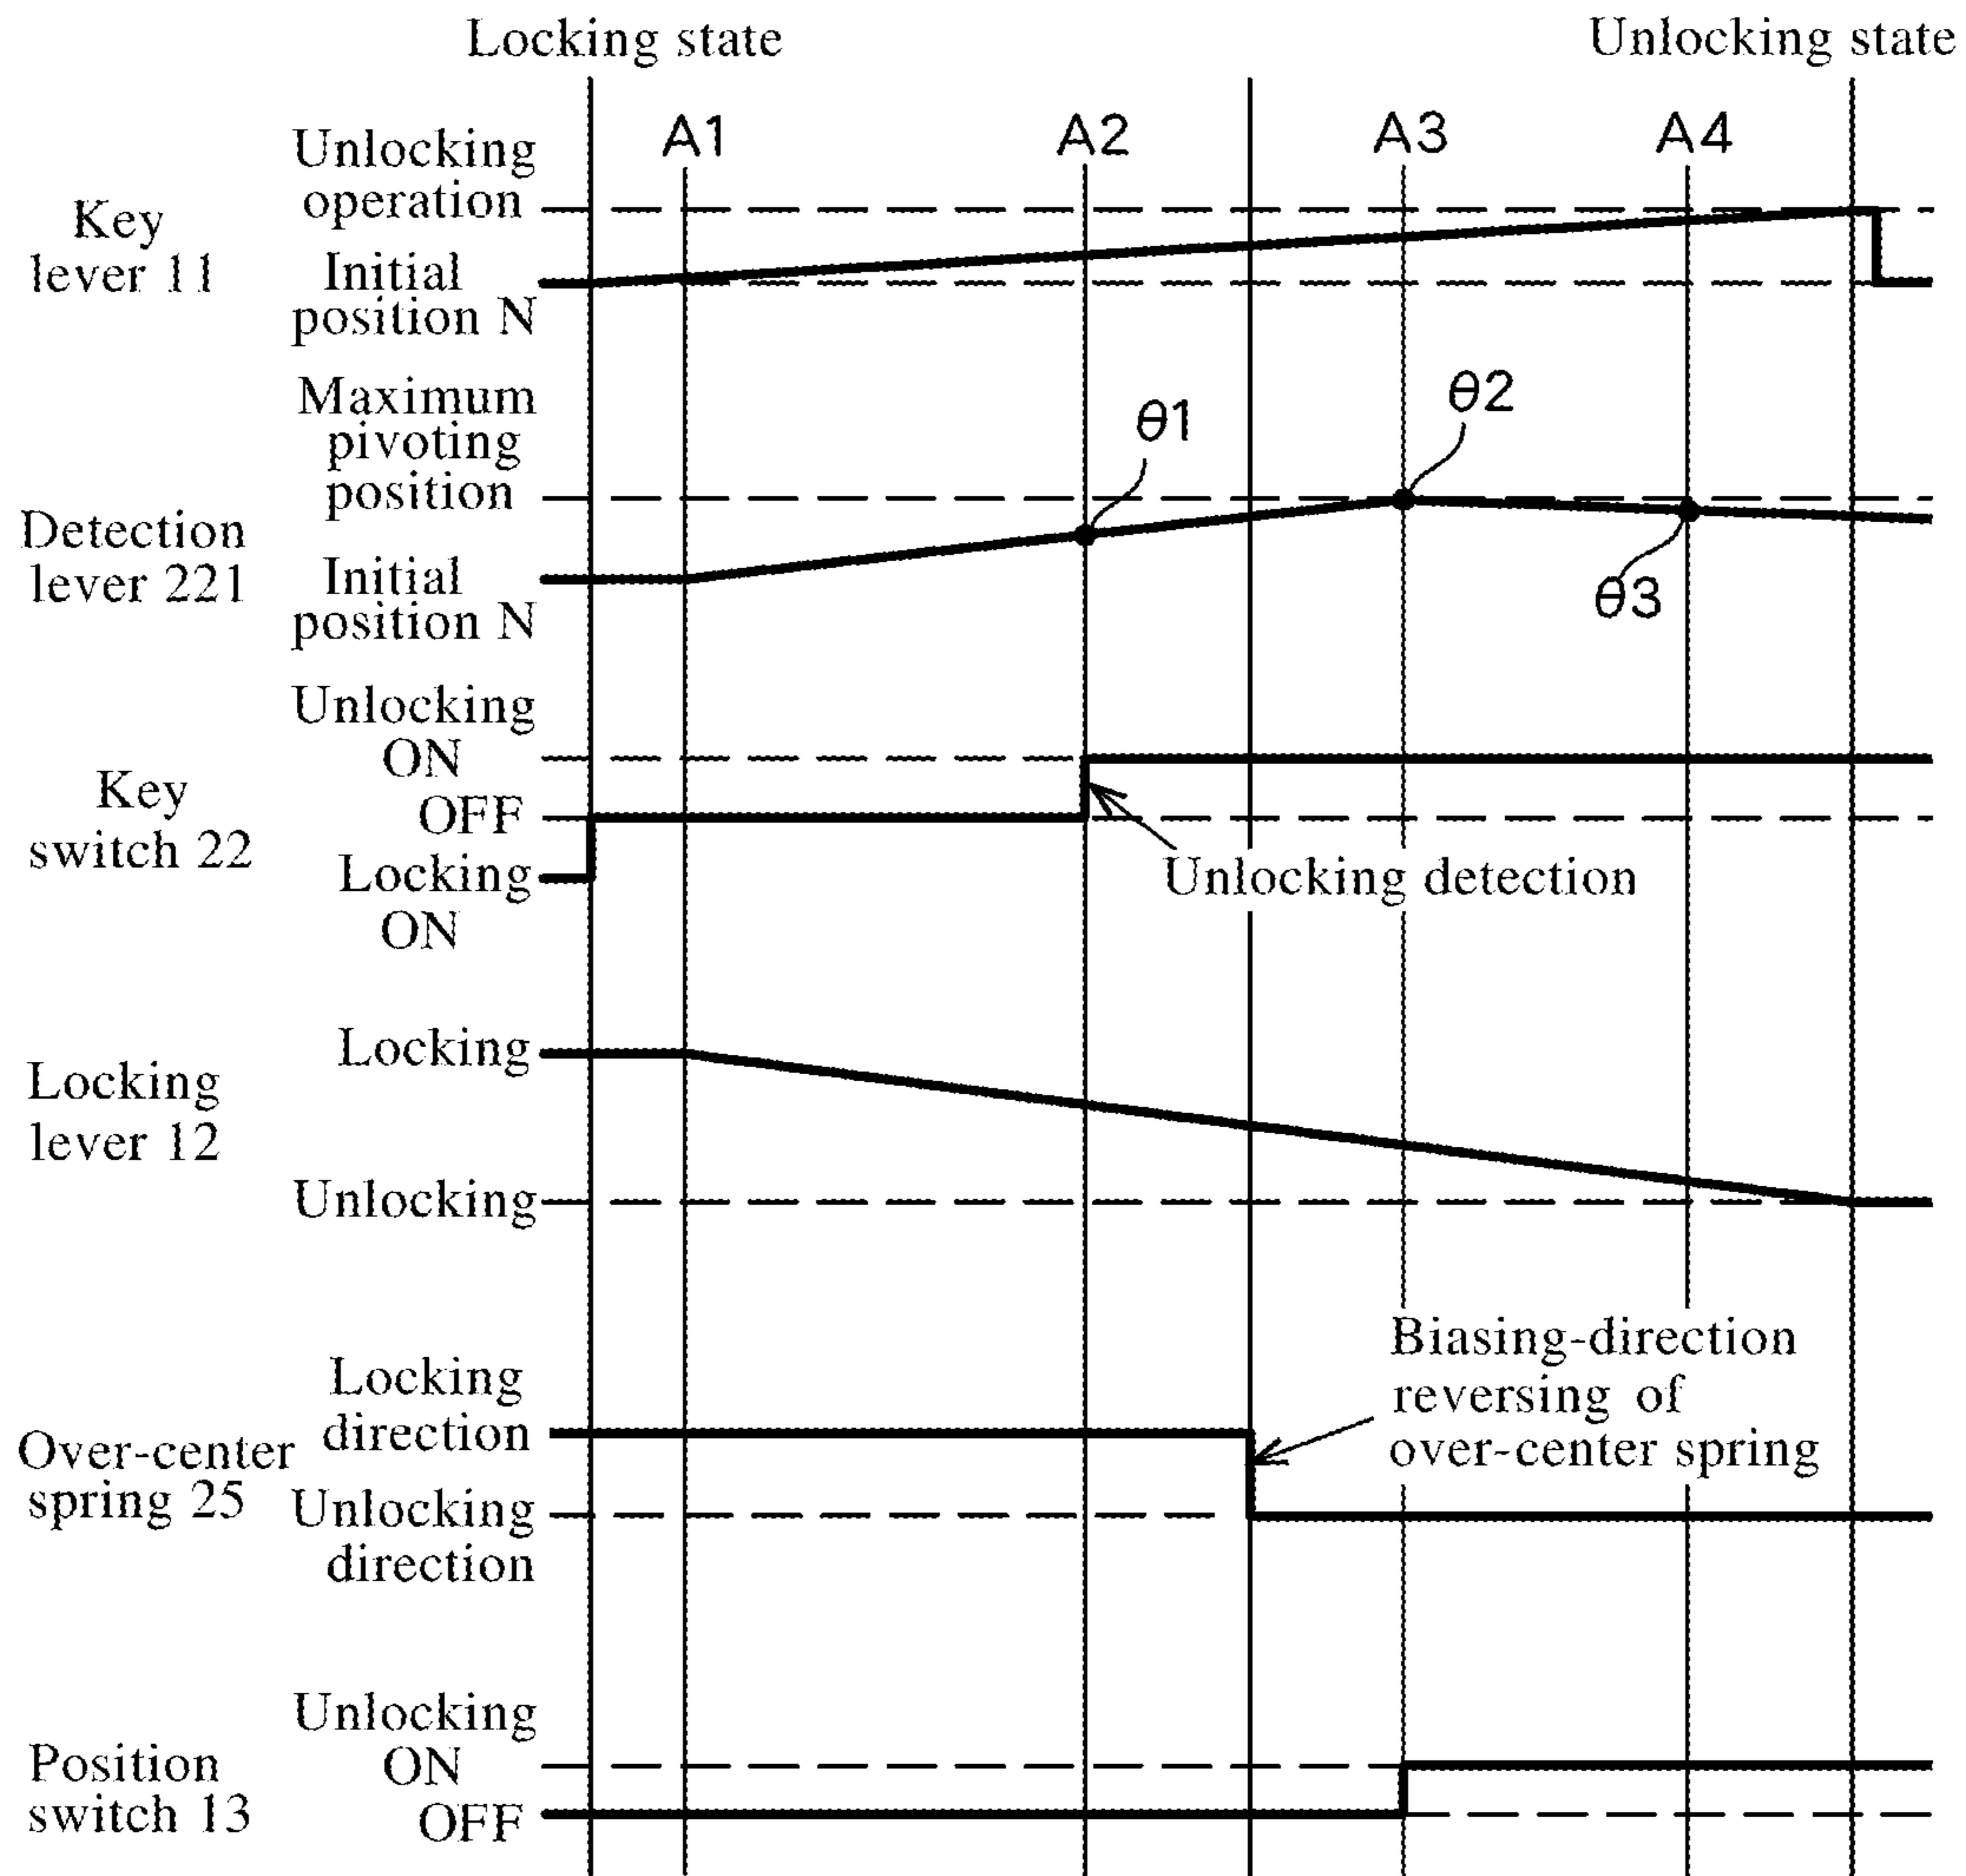 Locking state
Unlocking state
A1
A2
A3
A4
Key
lever 11
Unlocking
operation
Initial
position N
Detection
lever 221
Maximum
pivoting
position
Initial
position N
θ1
θ2
θ3
Key
switch 22
Unlocking
ON
OFF
Locking
ON
Unlocking detection
Locking
lever 12
Locking
Unlocking
Over-center
spring 25
Locking
direction
Unlocking
direction
Biasing-direction
reversing of
over-center spring
Position
switch 13
Unlocking
ON
OFF